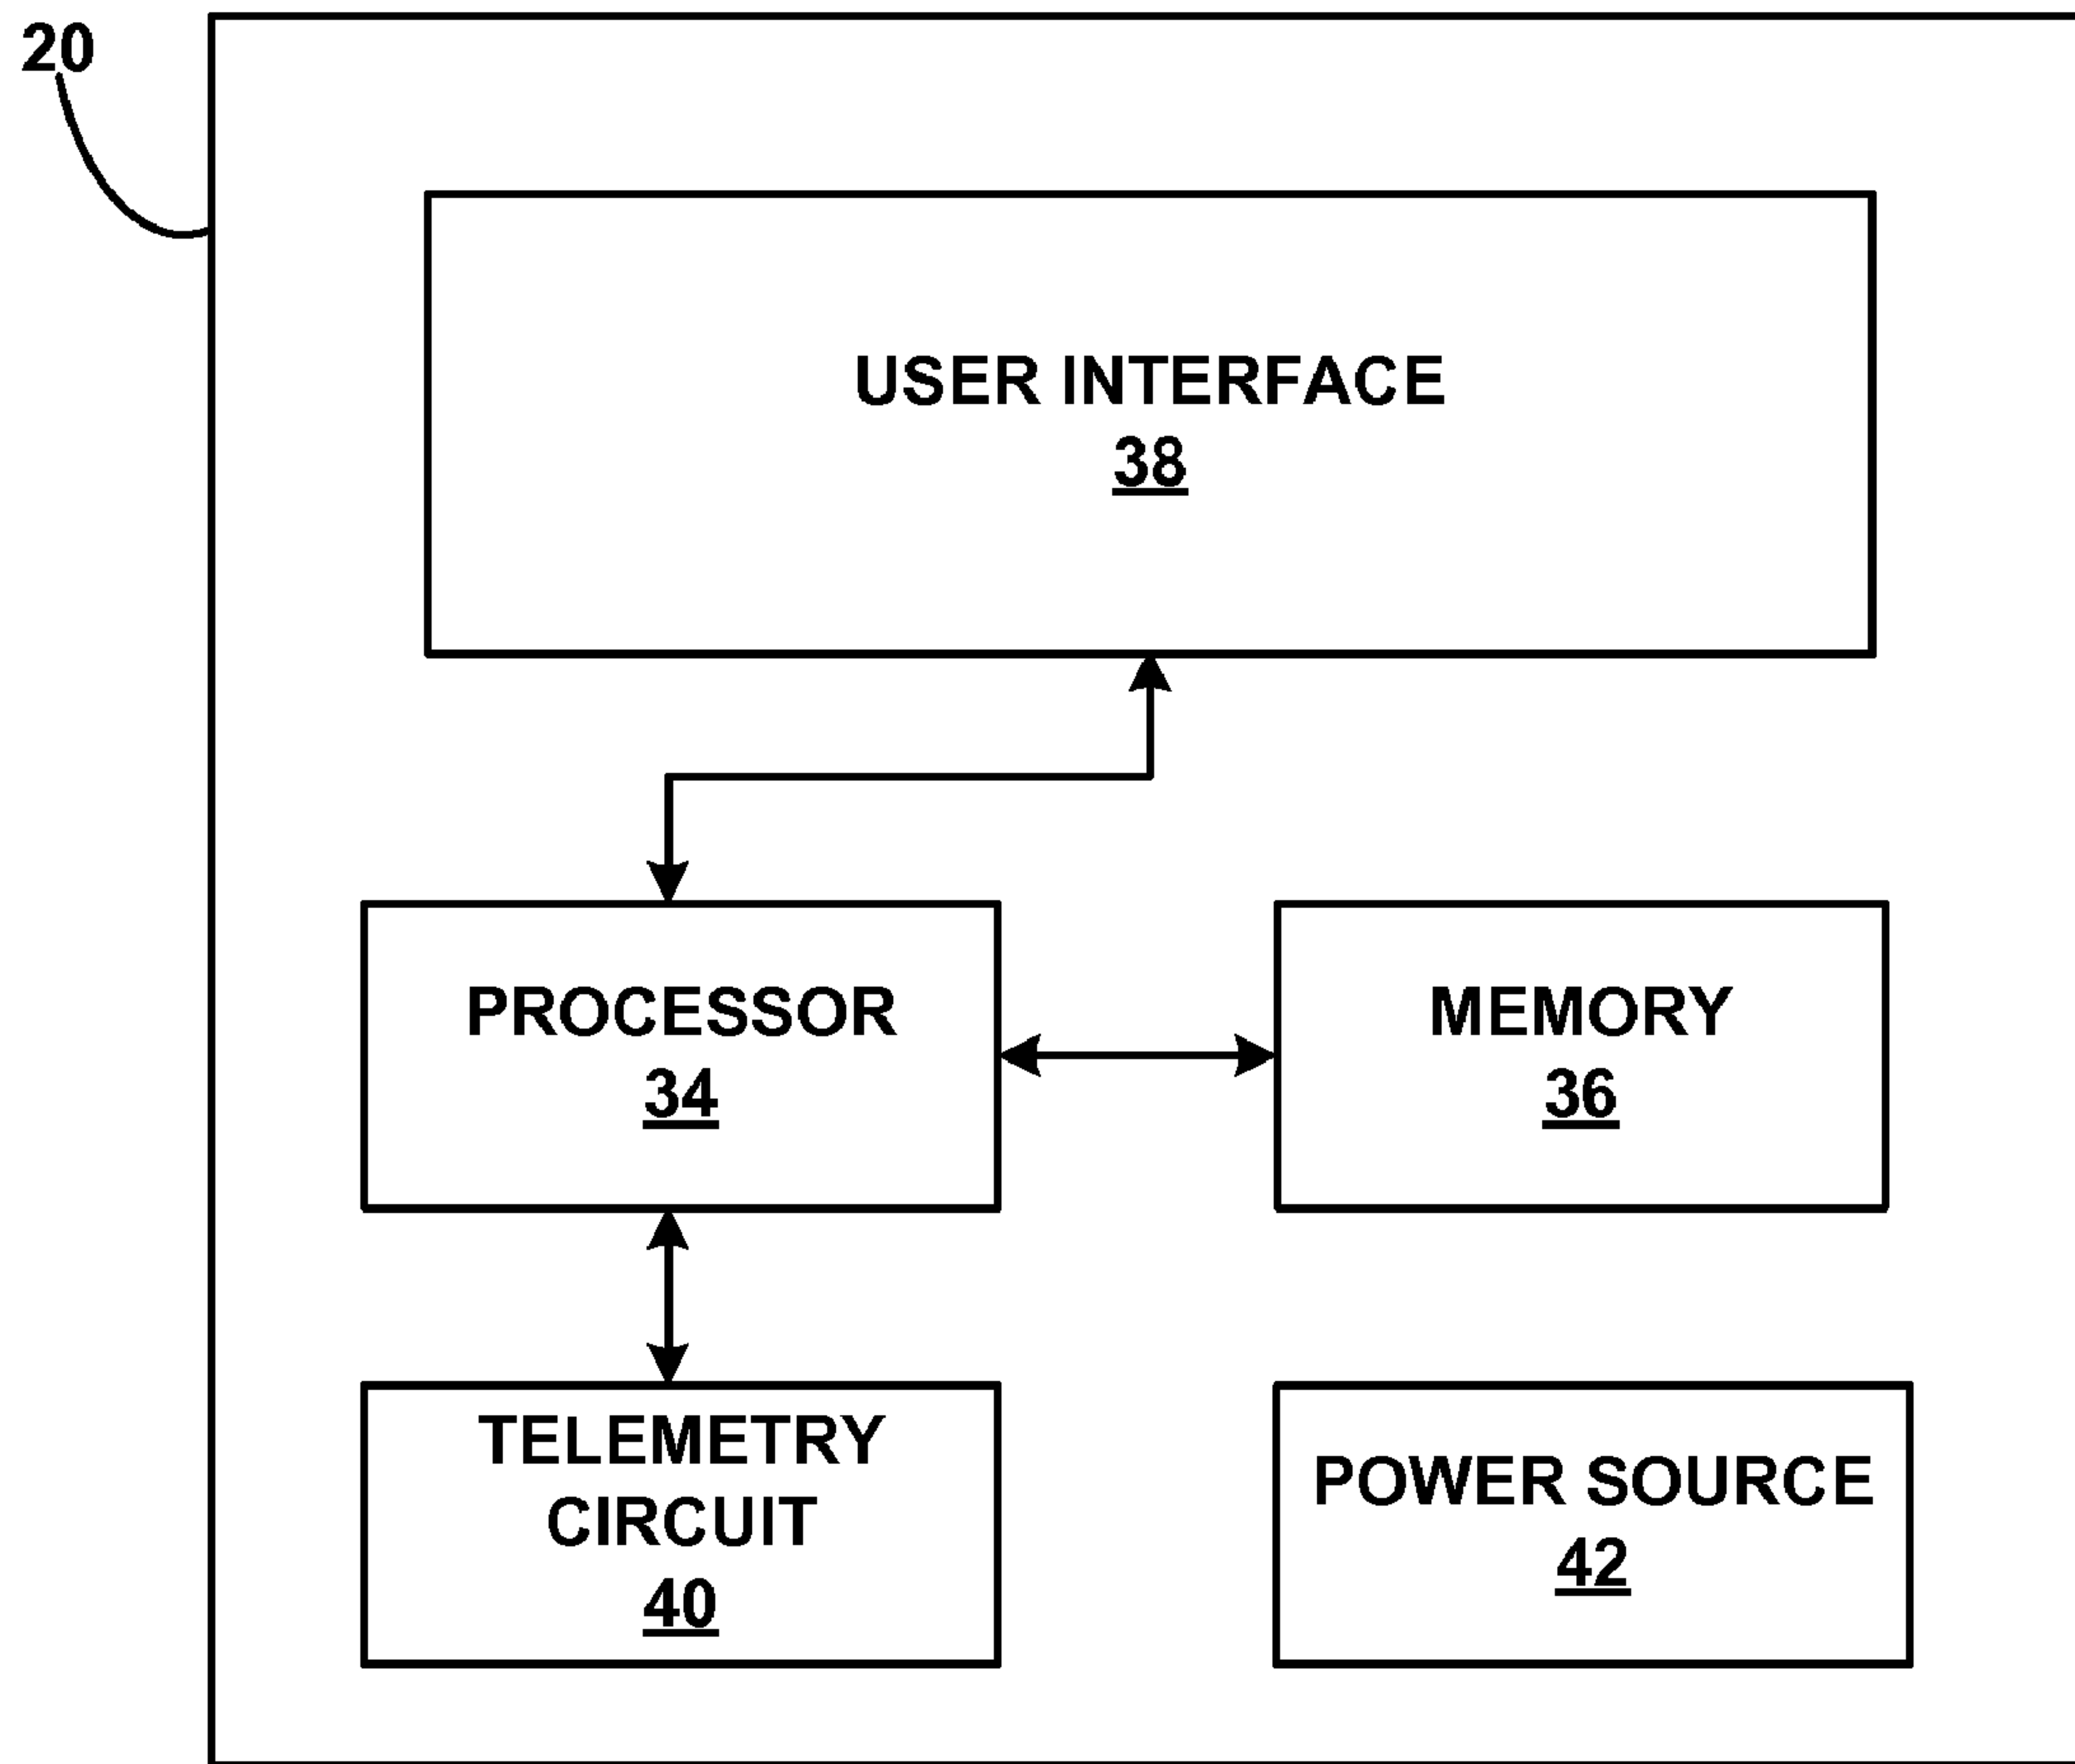 20
USER INTERFACE
38
PROCESSOR
34
MEMORY
36
TELEMETRY
CIRCUIT
40
POWER SOURCE
42